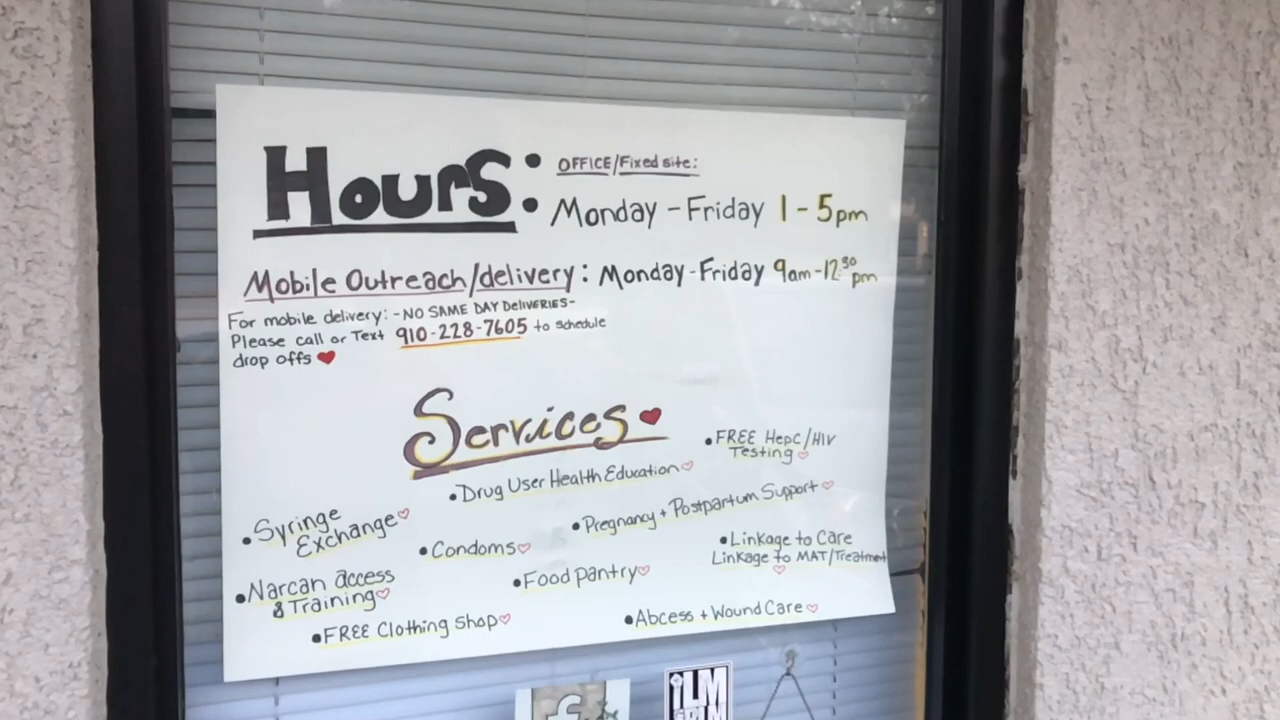 Hours:
OFFICE/Fixed site:
Monday - Friday 1 - 5pm
Mobile Outreach/delivery: Monday - Friday 9am - 12:30 pm
For mobile delivery: - NO SAME DAY DELIVERIES -
Please call or Text 910-228-7605 to schedule
drop offs ♥
Services ♥
• FREE HepC/HIV
Testing ♡
• Drug User Health Education ♡
• Syringe
Exchange ♡
• Pregnancy + Postpartum Support ♡
• Condoms ♡
• Linkage to Care
Linkage to MAT/Treatment ♡
• Narcan access
& Training ♡
• Food pantry ♡
• FREE Clothing shop ♡
• Abcess + Wound Care ♡
iLM